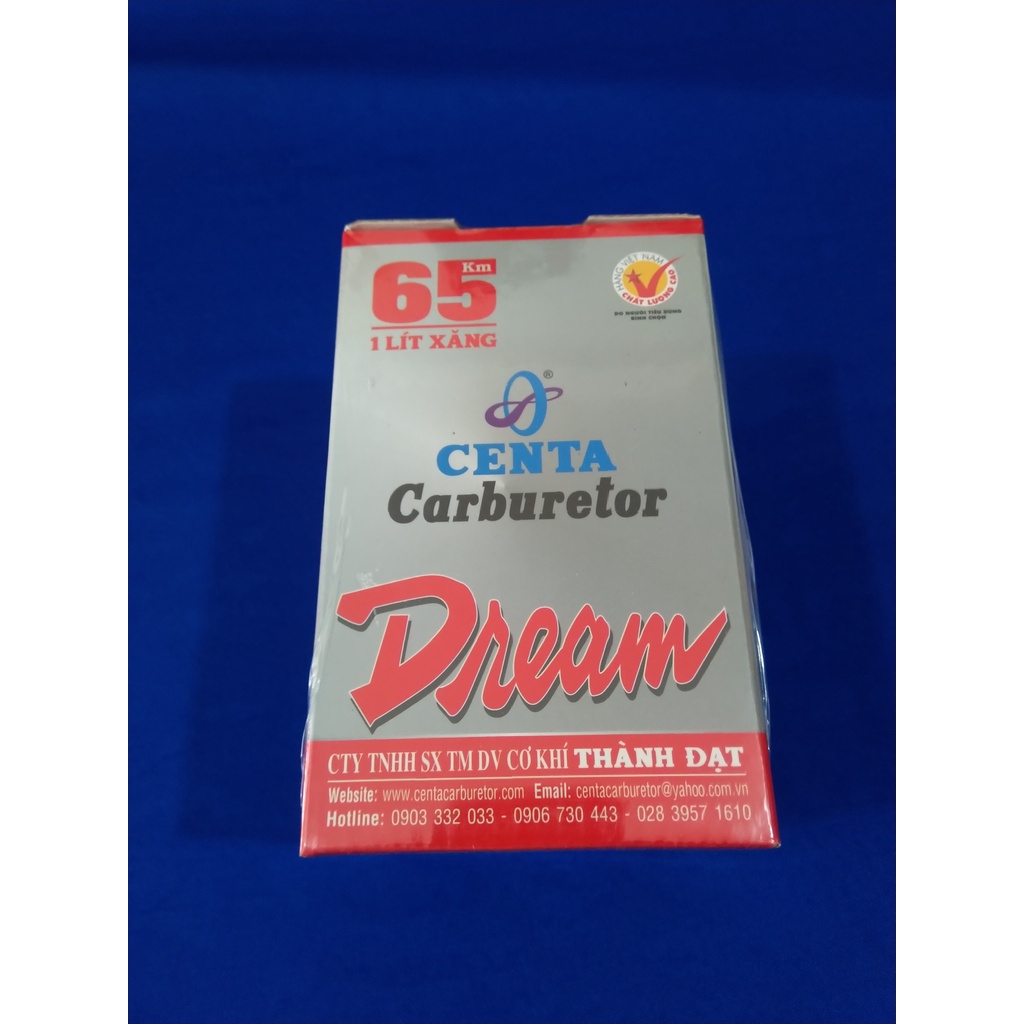 65 Km
1 LÍT XĂNG
HÀNG VIỆT NAM
CHẤT LƯỢNG CAO
DO NGƯỜI TIÊU DÙNG
BÌNH CHỌN
®
CENTA
Carburetor
Dream
CTY TNHH SX TM DV CƠ KHÍ THÀNH ĐẠT
Website: www.centacarburetor.com Email: centacarburetor@yahoo.com.vn
Hotline: 0903 332 033 - 0906 730 443 - 028 3957 1610